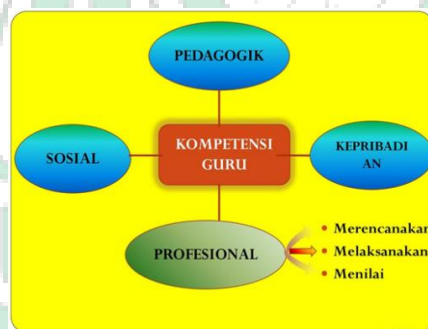 PEDAGOGIK
SOSIAL
KOMPETENSI
GURU
KEPRIBADI
AN
PROFESIONAL
• Merencanakan
• Melaksanakan
• Menilai